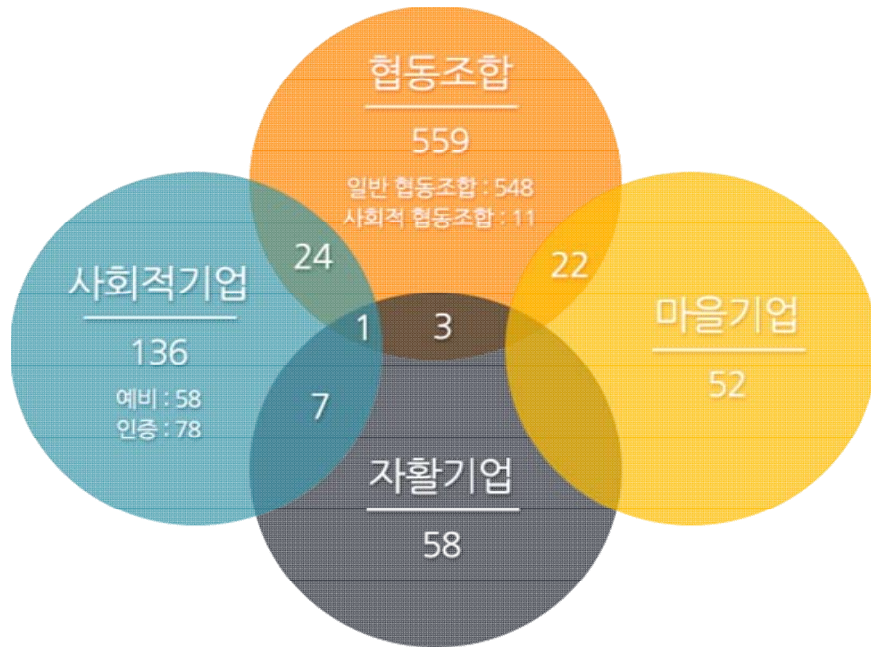 협동조합
559
일반 협동조합 : 548
사회적 협동조합 : 11
24
22
사회적기업
136
예비 : 58
인증 : 78
마을기업
52
1
3
7
자활기업
58